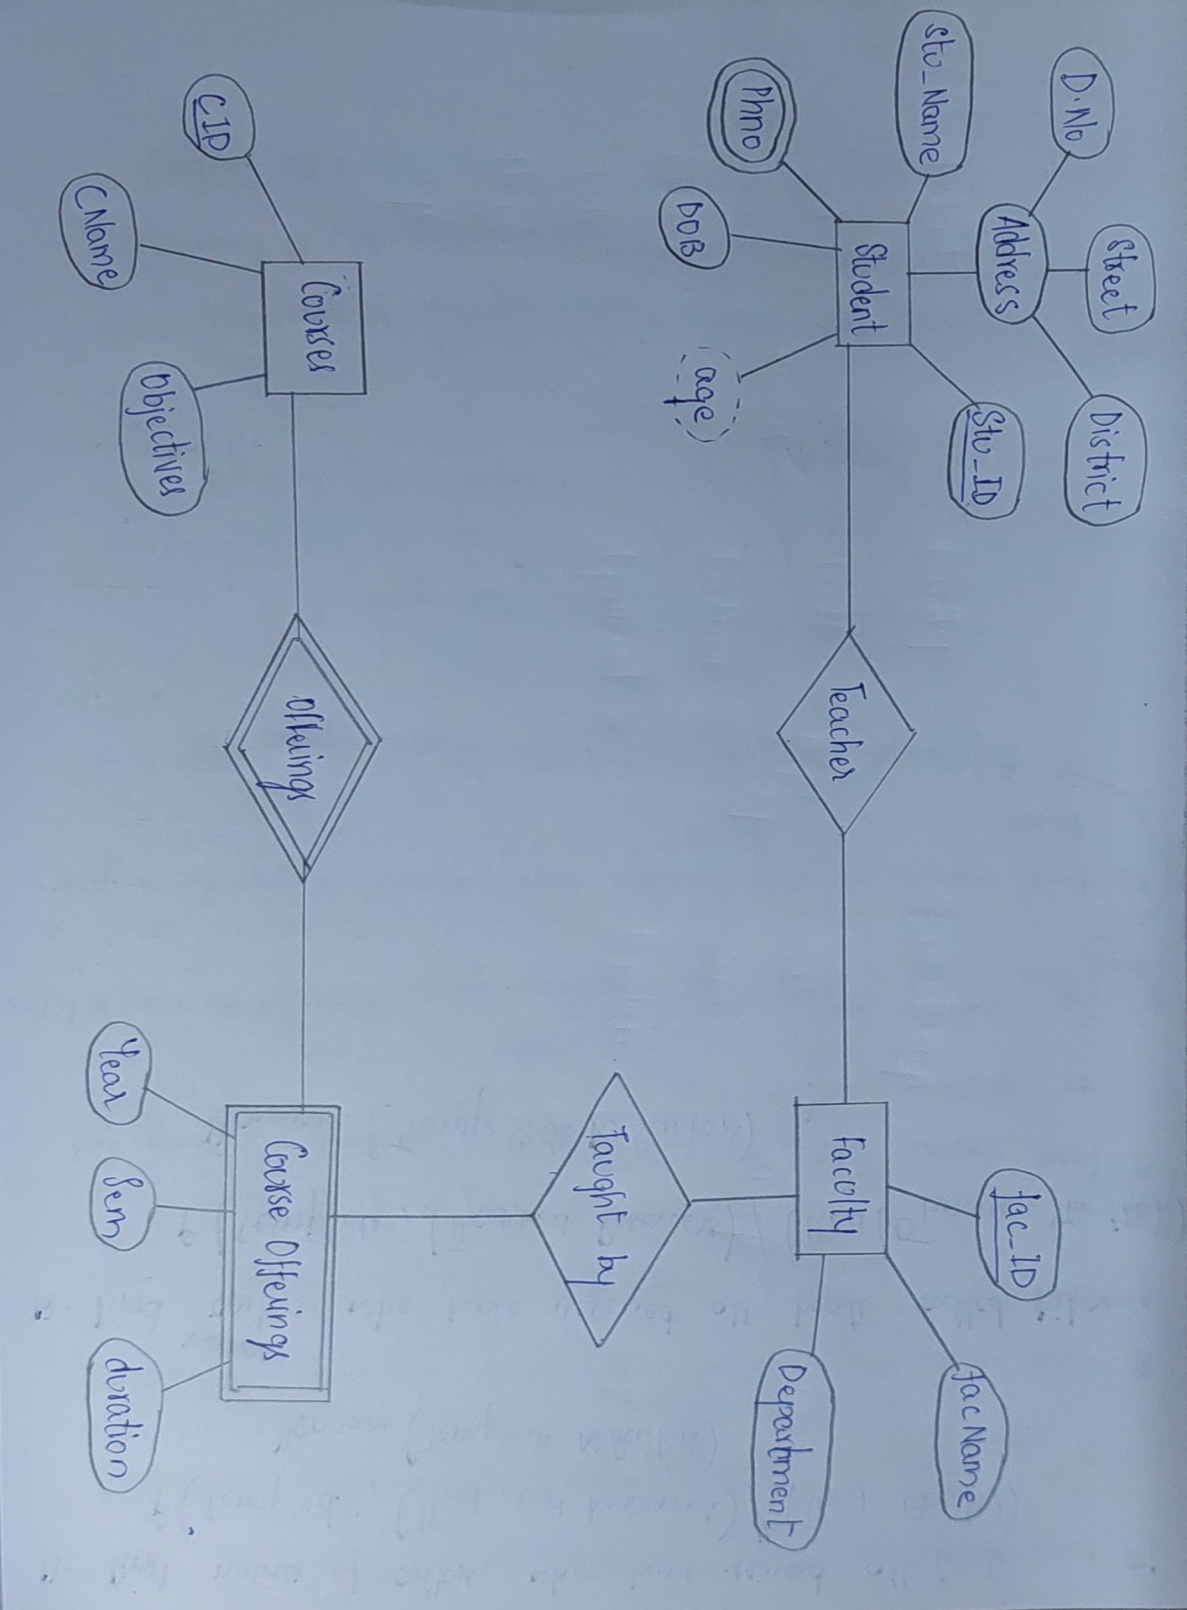 D.No
Street
District
Address
Stu_Name
Stu_ID
fac_ID
facName
Student
Teacher
Faculty
Phno
DOB
age
Department
Taught by
Courses
Offerings
Course Offerings
CID
CName
Objectives
Year
Sem
duration